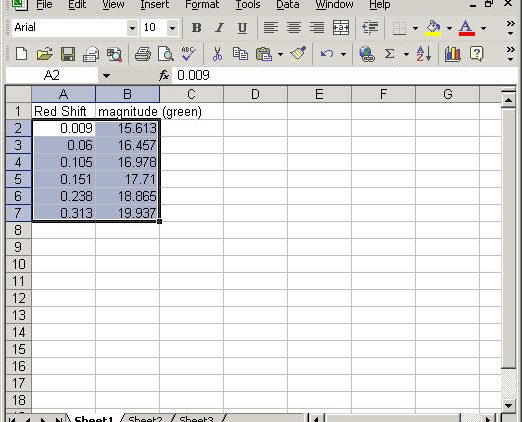 File Edit View Insert Format Tools Data Window Help
Arial 10 B I U
ABC Σ A Z ?
A2 fx 0.009
A B C D E F G
1 Red Shift magnitude (green)
2 0.009 15.613
3 0.06 16.457
4 0.105 16.978
5 0.151 17.71
6 0.238 18.865
7 0.313 19.937
8
9
10
11
12
13
14
15
16
17
18
Sheet1 Sheet2 Sheet3